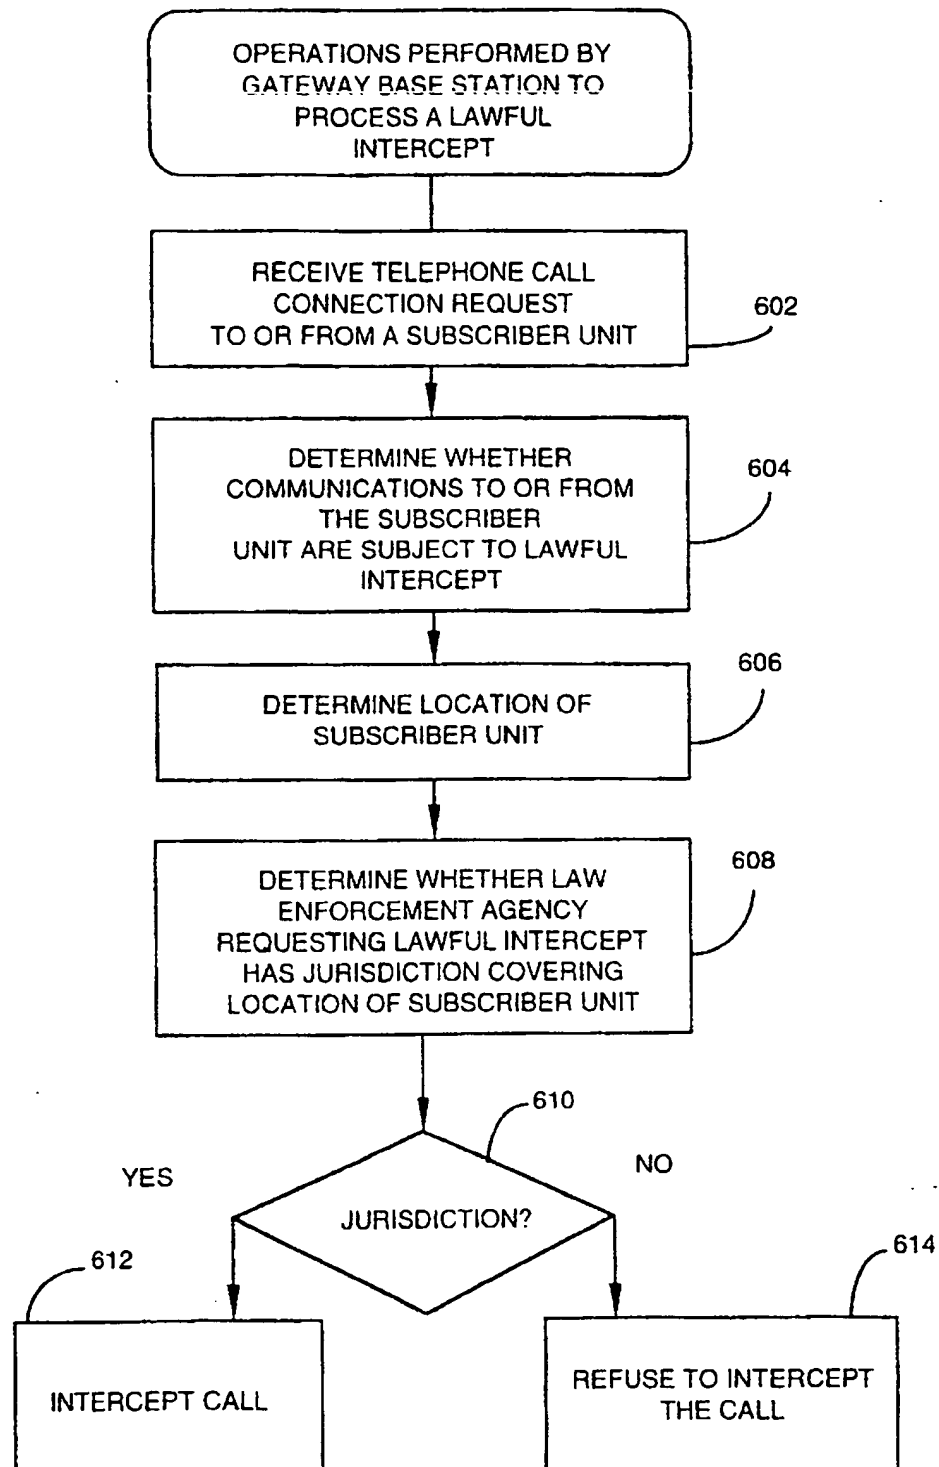 OPERATIONS PERFORMED BY
GATEWAY BASE STATION TO
PROCESS A LAWFUL
INTERCEPT
RECEIVE TELEPHONE CALL
CONNECTION REQUEST
TO OR FROM A SUBSCRIBER UNIT
602
DETERMINE WHETHER
COMMUNICATIONS TO OR FROM
THE SUBSCRIBER
UNIT ARE SUBJECT TO LAWFUL
INTERCEPT
604
DETERMINE LOCATION OF
SUBSCRIBER UNIT
606
DETERMINE WHETHER LAW
ENFORCEMENT AGENCY
REQUESTING LAWFUL INTERCEPT
HAS JURISDICTION COVERING
LOCATION OF SUBSCRIBER UNIT
608
610
YES
NO
JURISDICTION?
612
614
INTERCEPT CALL
REFUSE TO INTERCEPT
THE CALL